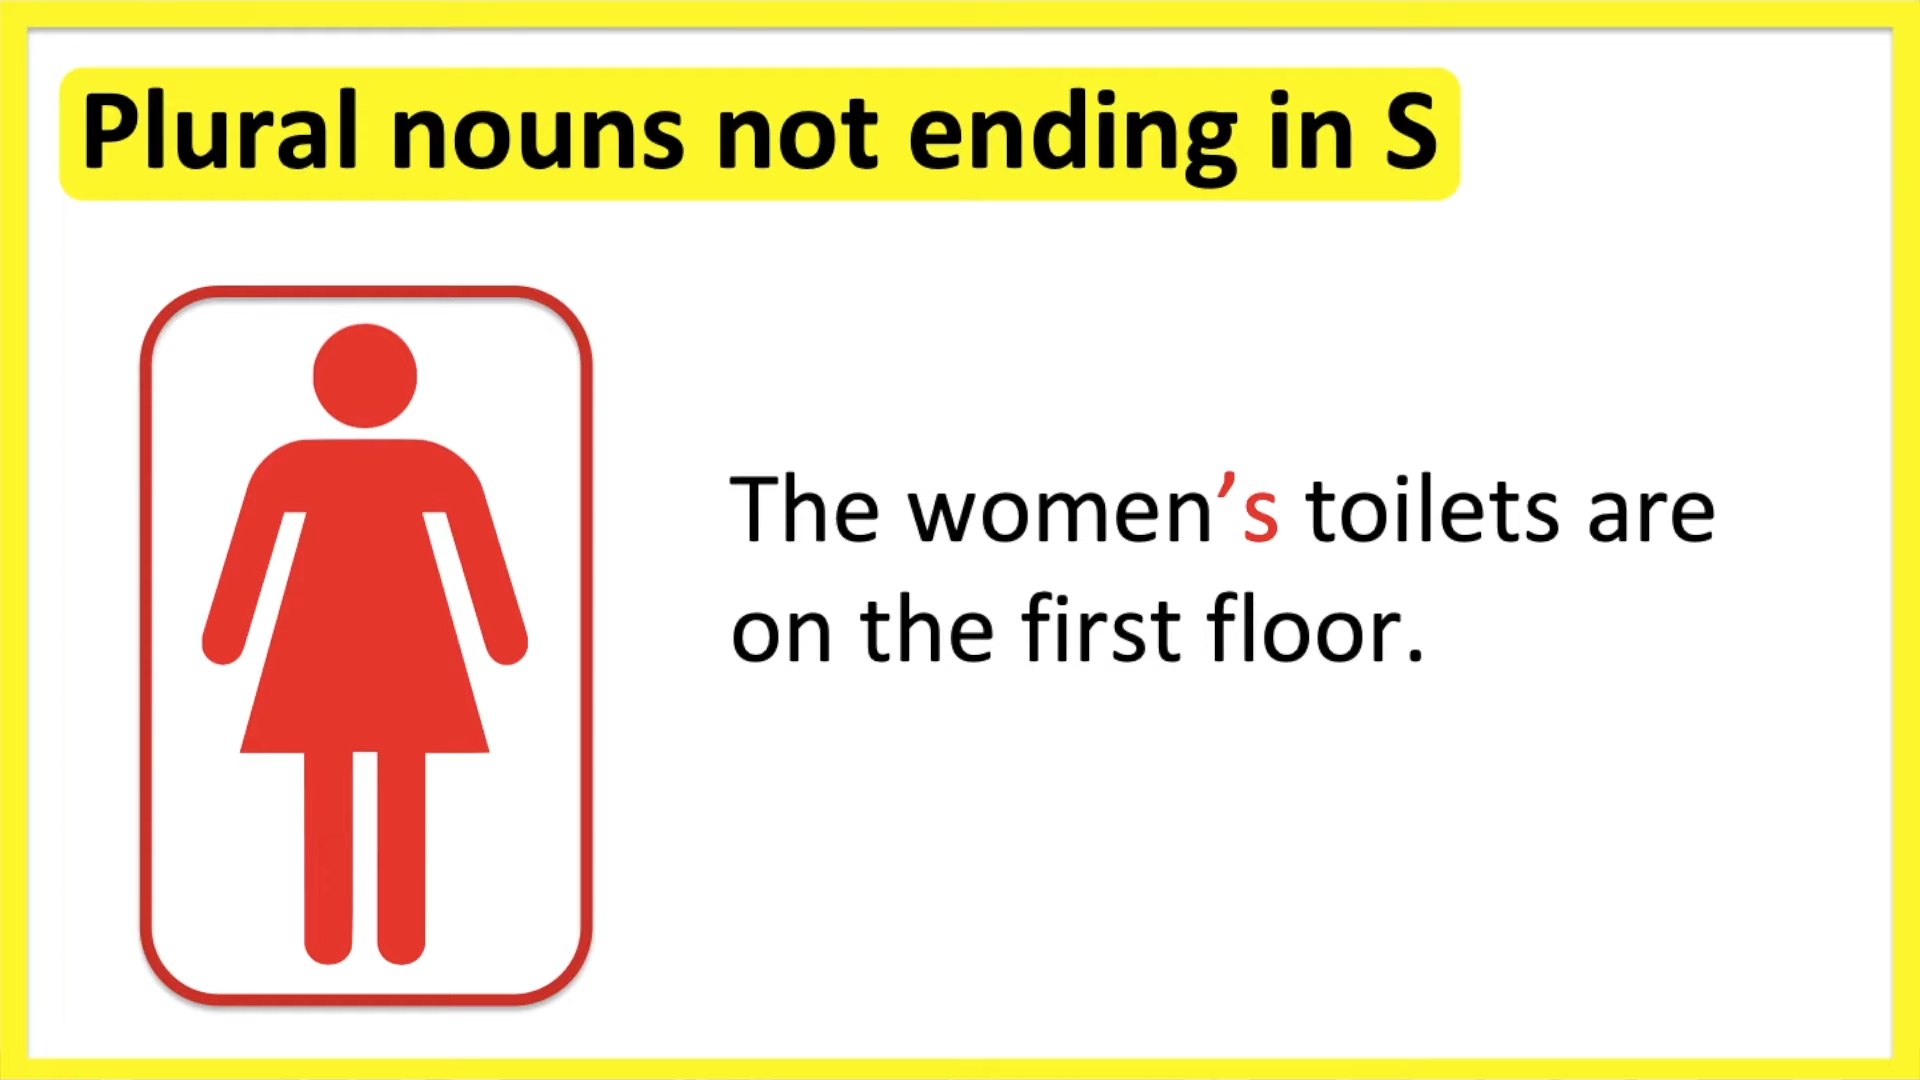 Plural nouns not ending in S
The women’s toilets are
on the first floor.